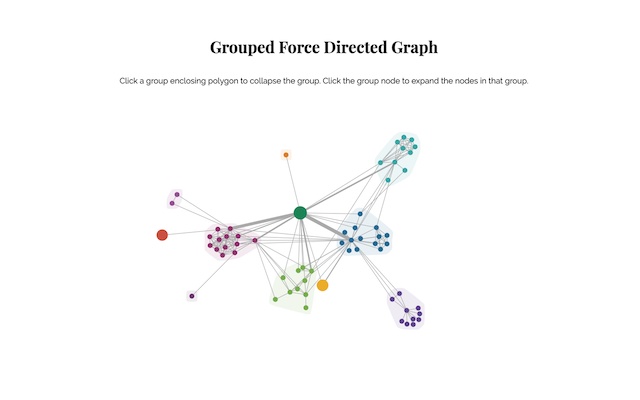 Grouped Force Directed Graph
Click a group enclosing polygon to collapse the group. Click the group node to expand the nodes in that group.